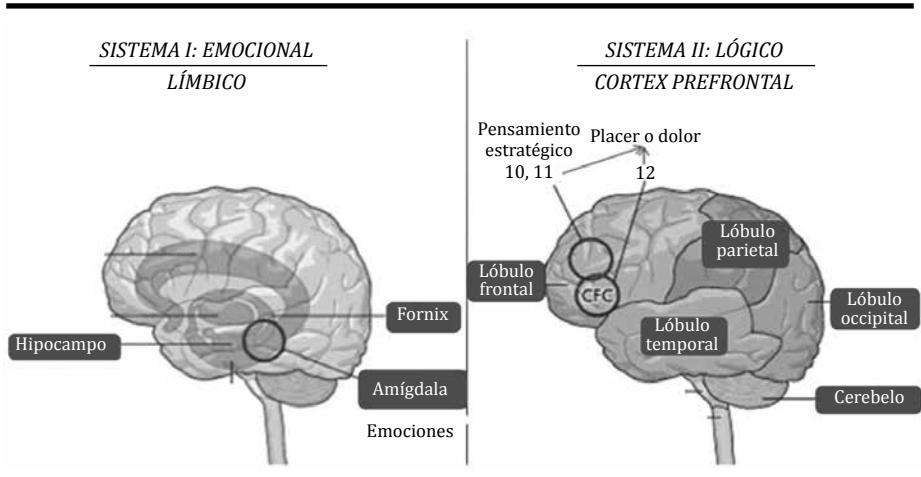 SISTEMA I: EMOCIONAL
LÍMBICO
Fornix
Hipocampo
Amígdala
Emociones
SISTEMA II: LÓGICO
CORTEX PREFRONTAL
Pensamiento
estratégico
10, 11
Placer o dolor
12
Lóbulo
parietal
Lóbulo
frontal
CFC
Lóbulo
temporal
Lóbulo
occipital
Cerebelo